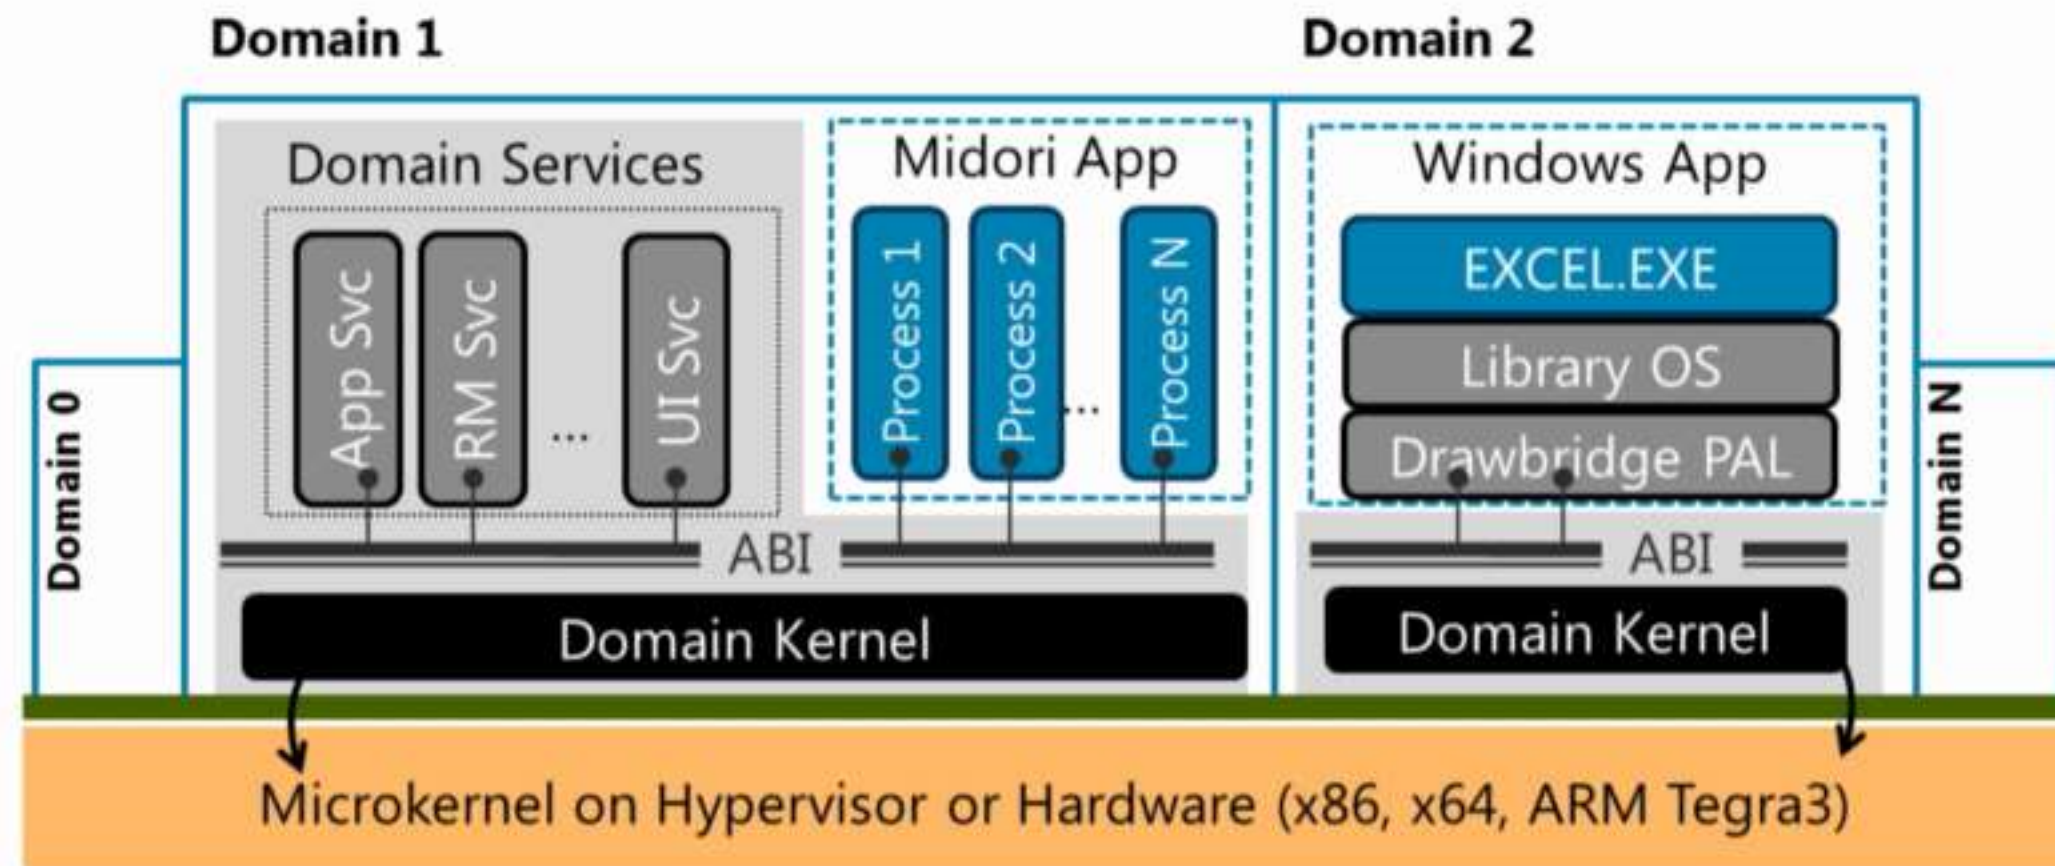 Domain 1
Domain 2
Domain Services
Midori App
Windows App
App Svc
RM Svc
...
UI Svc
Process 1
Process 2
...
Process N
EXCEL.EXE
Library OS
Drawbridge PAL
Domain 0
Domain N
ABI
ABI
Domain Kernel
Domain Kernel
Microkernel on Hypervisor or Hardware (x86, x64, ARM Tegra3)